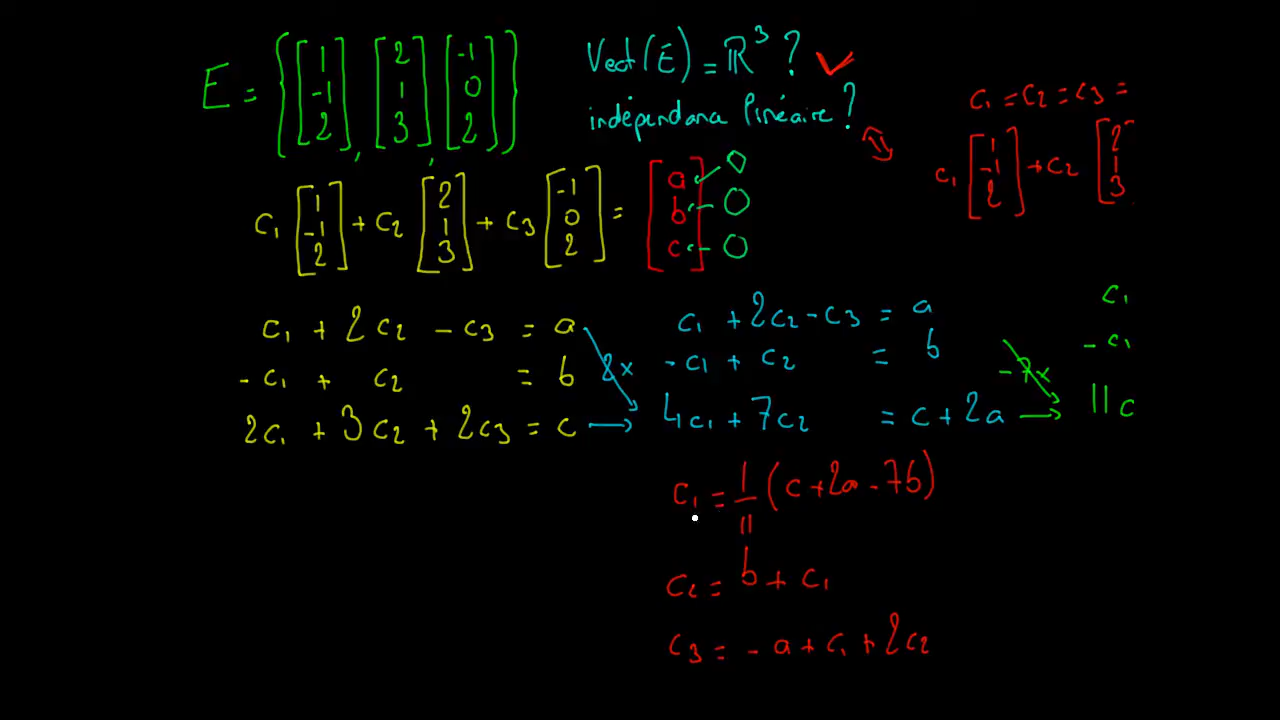 E = { [1 -1 2], [2 1 3], [-1 0 2] }
Vect(E) = ℝ³ ? ✓
indépendance linéaire ?
c₁ = c₂ = c₃ =
c₁ [1 -1 2] + c₂ [2 1 3
c₁ [1 -1 2] + c₂ [2 1 3] + c₃ [-1 0 2] = [a b c]
0
0
0
c₁ + 2c₂ - c₃ = a
- c₁ + c₂ = b
2c₁ + 3c₂ + 2c₃ = c
2x
c₁ + 2c₂ - c₃ = a
- c₁ + c₂ = b
4c₁ + 7c₂ = c + 2a
-7x
c₁
- c₁
11c
c₁ = 1/11 (c + 2a - 7b)
c₂ = b + c₁
c₃ = - a + c₁ + 2c₂